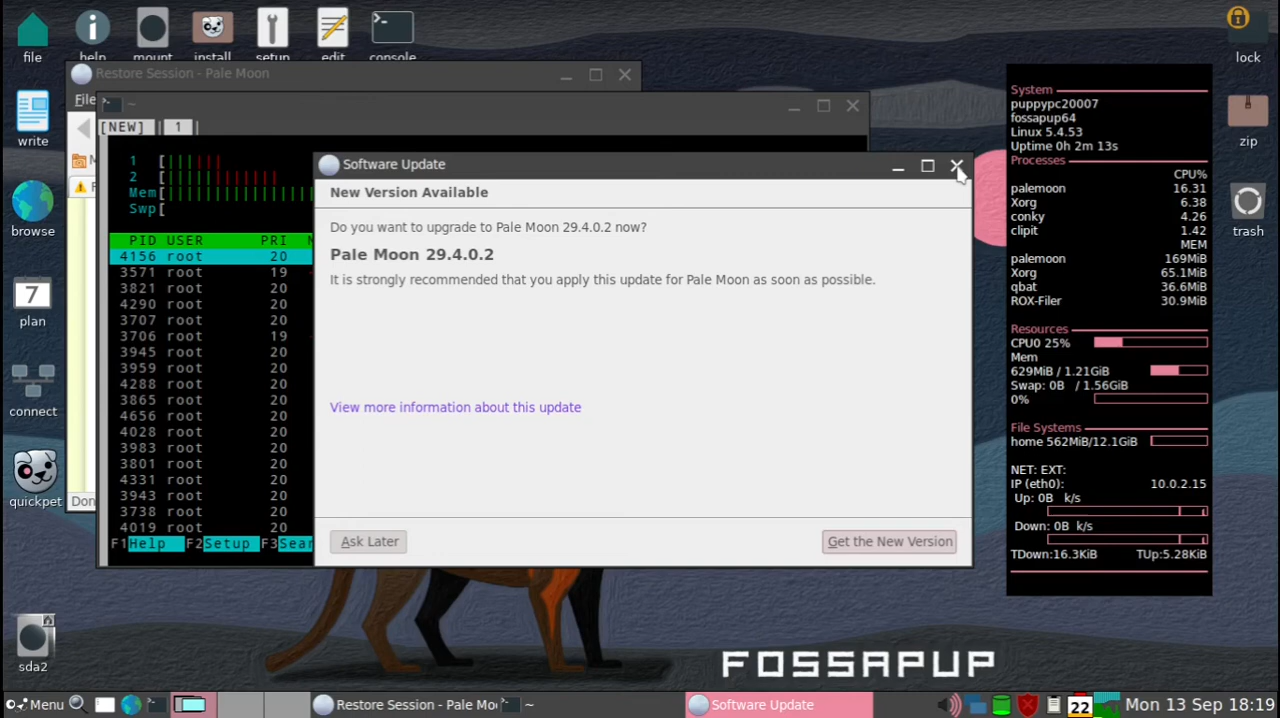 file
help
mount
install
setup
edit
console
lock
Restore Session - Pale Moon
File
~
[NEW] | 1 |
write
zip
browse
trash
7
plan
connect
quickpet
sda2
1 [
2 [
Mem[
Swp[
PID USER PRI
4156 root 20
3571 root 19
3821 root 20
4290 root 20
3707 root 20
3706 root 19
3945 root 20
3959 root 20
4288 root 20
3865 root 20
4656 root 20
4028 root 20
3983 root 20
3801 root 20
4331 root 20
3943 root 20
3738 root 20
4019 root 20
F1Help F2Setup F3Sear
Don
Software Update
New Version Available
Do you want to upgrade to Pale Moon 29.4.0.2 now?
Pale Moon 29.4.0.2
It is strongly recommended that you apply this update for Pale Moon as soon as possible.
View more information about this update
Ask Later
Get the New Version
System
puppypc20007
fossapup64
Linux 5.4.53
Uptime 0h 2m 13s
Processes
CPU%
palemoon 16.31
Xorg 6.38
conky 4.26
clipit 1.42
MEM
palemoon 169MiB
Xorg 65.1MiB
qbat 36.6MiB
ROX-Filer 30.9MiB
Resources
CPU0 25%
Mem
629MiB / 1.21GiB
Swap: 0B / 1.56GiB
0%
File Systems
home 562MiB/12.1GiB
NET: EXT:
IP (eth0): 10.0.2.15
Up: 0B k/s
Down: 0B k/s
TDown:16.3KiB TUp:5.28KiB
FOSSAPUP
Menu
Restore Session - Pale Mo
~
Software Update
22
Mon 13 Sep 18:19